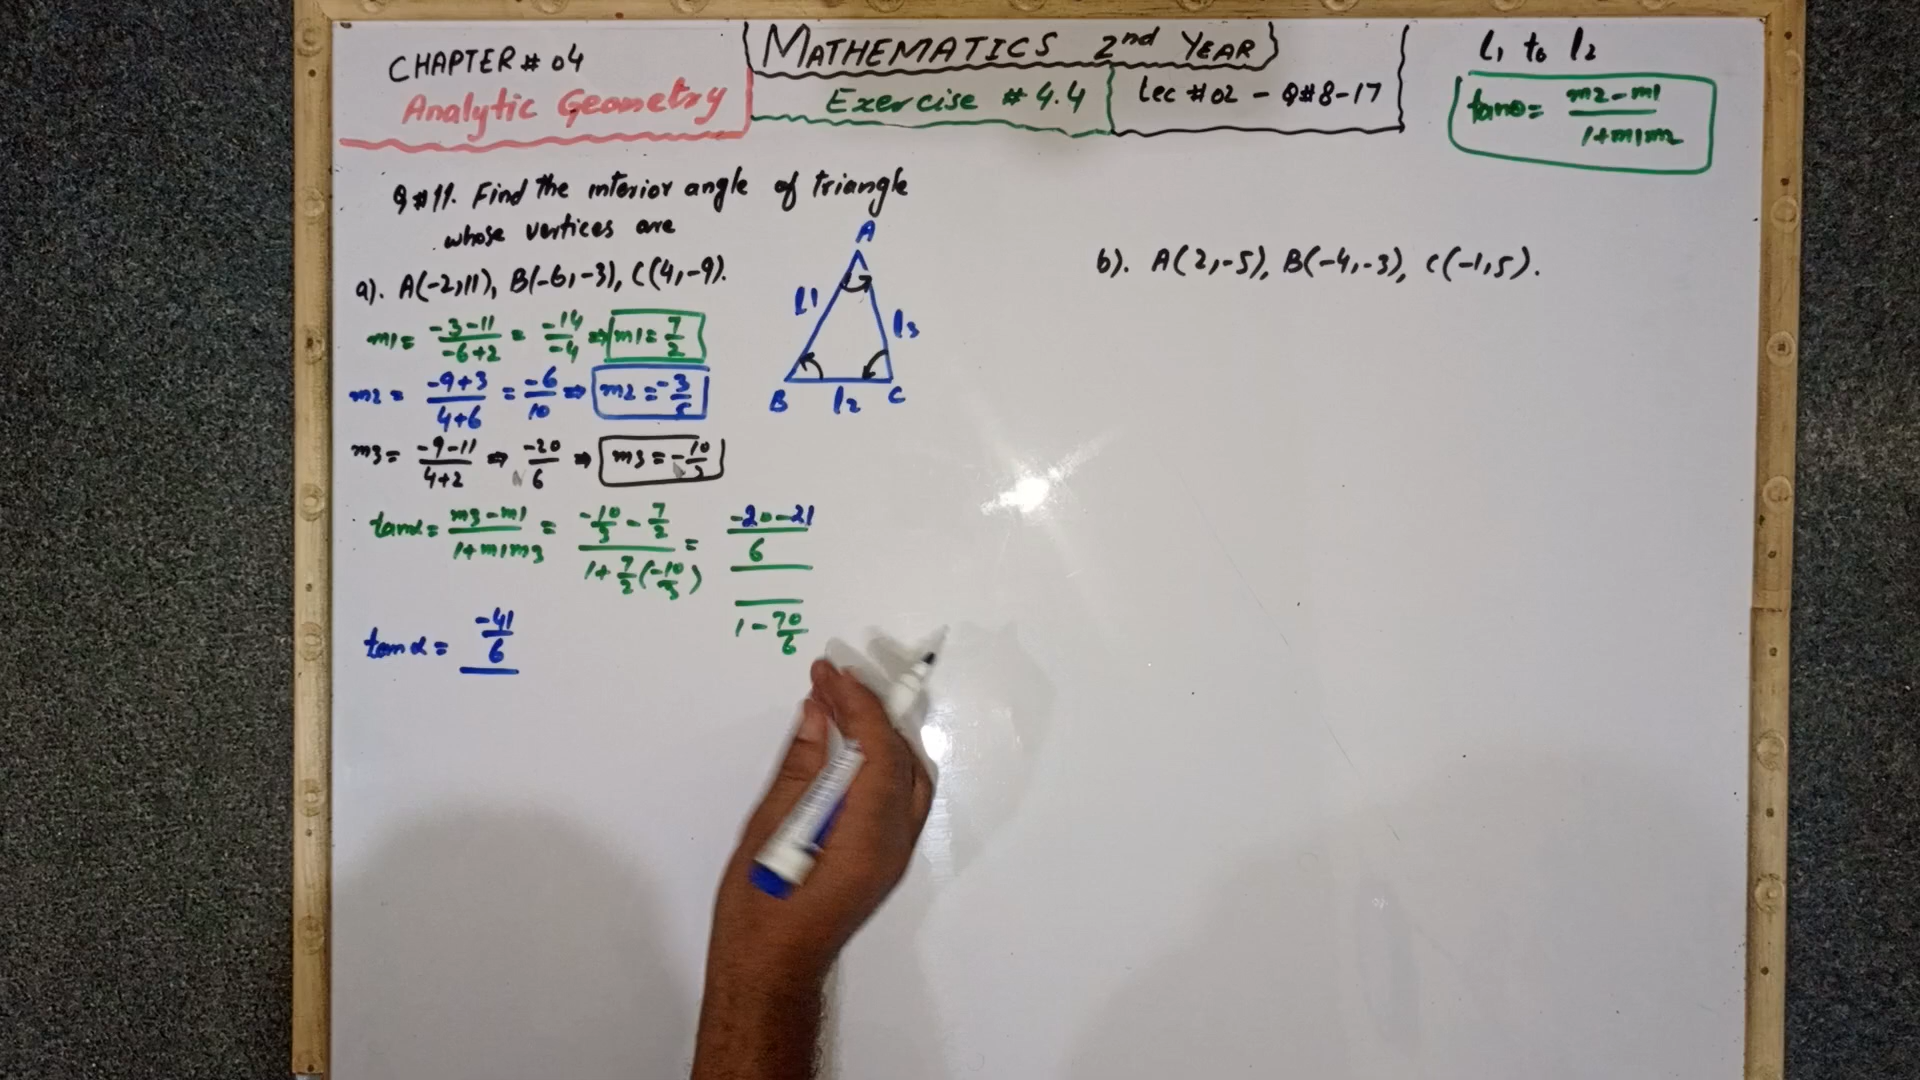 CHAPTER# 04
Analytic Geometry
MATHEMATICS 2nd YEAR
Exercise # 4.4
Lec #02 - Q#8-17
l1 to l2
tanθ = m2-m1 / 1+m1m2
Q#11. Find the interior angle of triangle
whose vertices are
a). A(-2,11), B(-6,-3), C(4,-9).
m1 = -3-11 / -6+2 = -14 / -4 ⇒ m1 = 7/2
m2 = -9+3 / 4+6 = -6/10 ⇒ m2 = -3/5
m3 = -9-11 / 4+2 ⇒ -20/6 ⇒ m3 = -10/3
tanα = m3-m1 / 1+m1m3 = -10/3 - 7/2 / 1+7/2(-10/3) = -20-21 / 6 / 1-70/6
tanα = -41/6
A
l1
l3
B
l2
C
b). A(2,-5), B(-4,-3), C(-1,5).